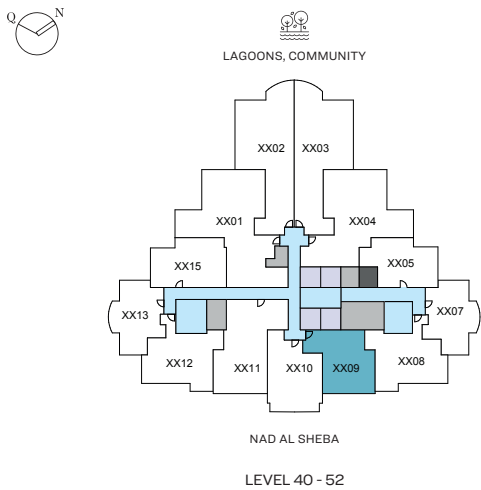 Q N
LAGOONS, COMMUNITY
XX02 XX03
XX01 XX04
XX15 XX05
XX13 XX07
XX12 XX11 XX10 XX09 XX08
NAD AL SHEBA
LEVEL 40 - 52